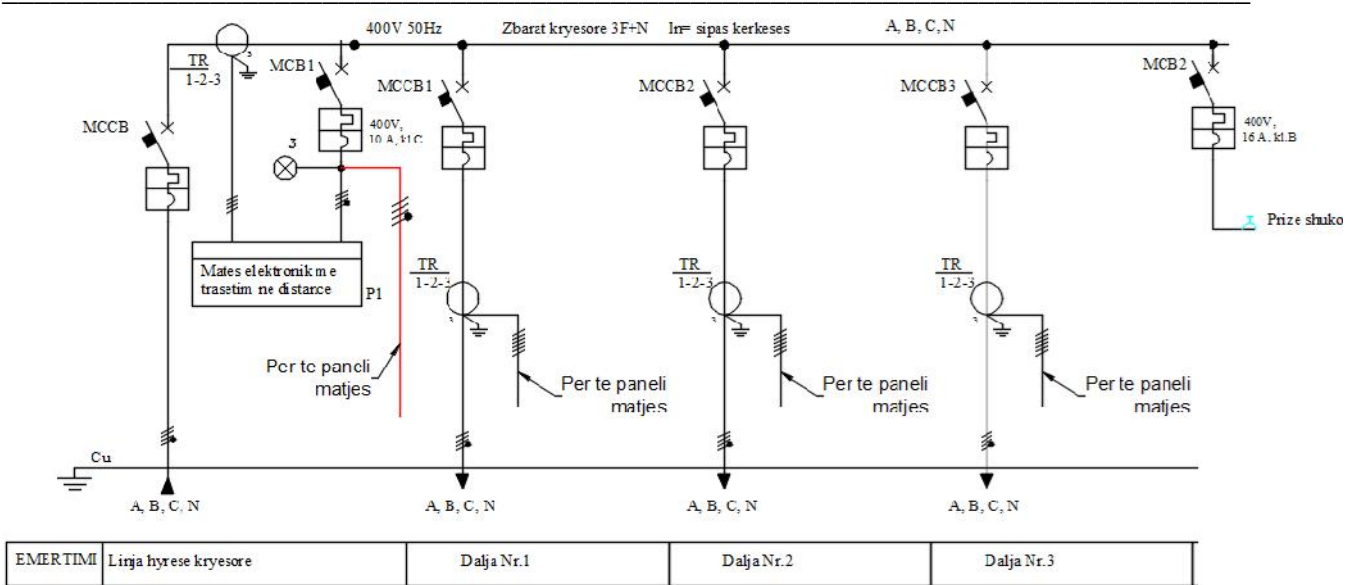 400V 50Hz Zbarat kryesore 3F+N In= sipas kerkeses A, B, C, N
TR
1-2-3
3
MCB1
MCCB1
MCCB2
MCCB3
MCB2
MCCB
400V,
10 A, kl.C
400V,
16 A, kl.B
3
Prize shuko
Mates elektronik me
trasetim ne distance
P1
TR
1-2-3
3
TR
1-2-3
3
TR
1-2-3
3
Per te paneli
matjes
Per te paneli
matjes
Per te paneli
matjes
Per te paneli
matjes
Cu
A, B, C, N
A, B, C, N
A, B, C, N
A, B, C, N
EMERTIMI Linja hyrese kryesore Dalja Nr.1 Dalja Nr.2 Dalja Nr.3